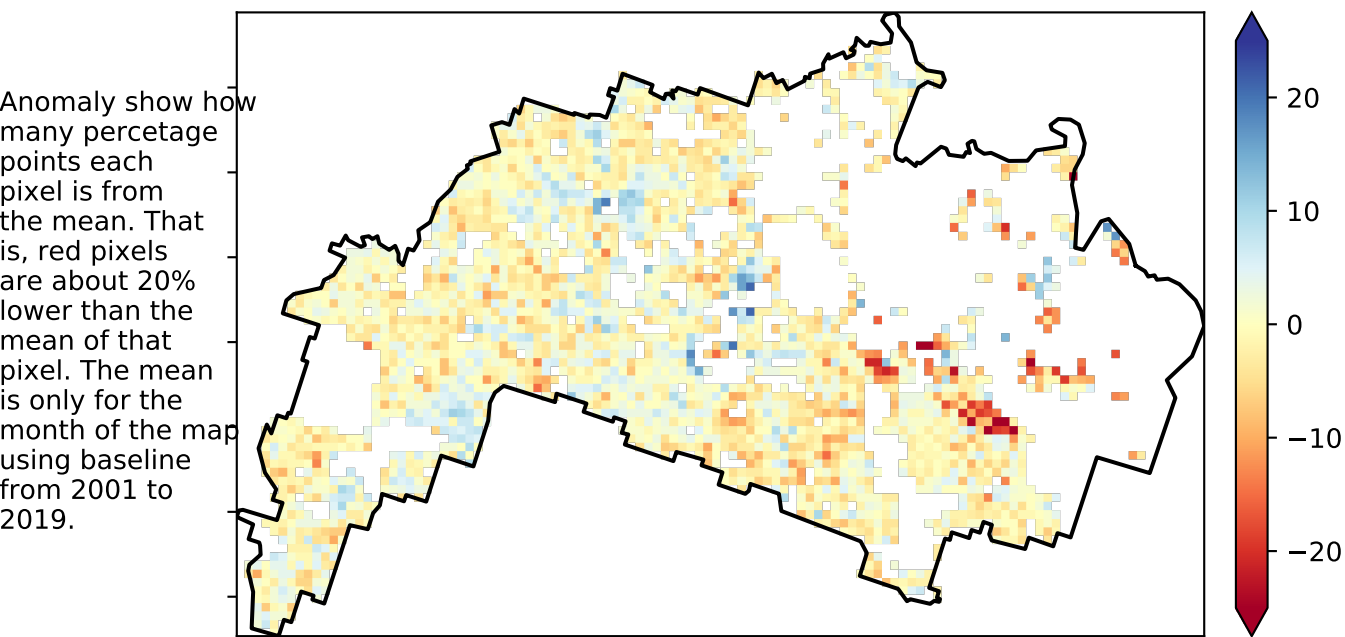 Anomaly show how
many percetage
points each
pixel is from
the mean. That
is, red pixels
are about 20%
lower than the
mean of that
pixel. The mean
is only for the
month of the map
using baseline
from 2001 to
2019.
20
10
0
−10
−20